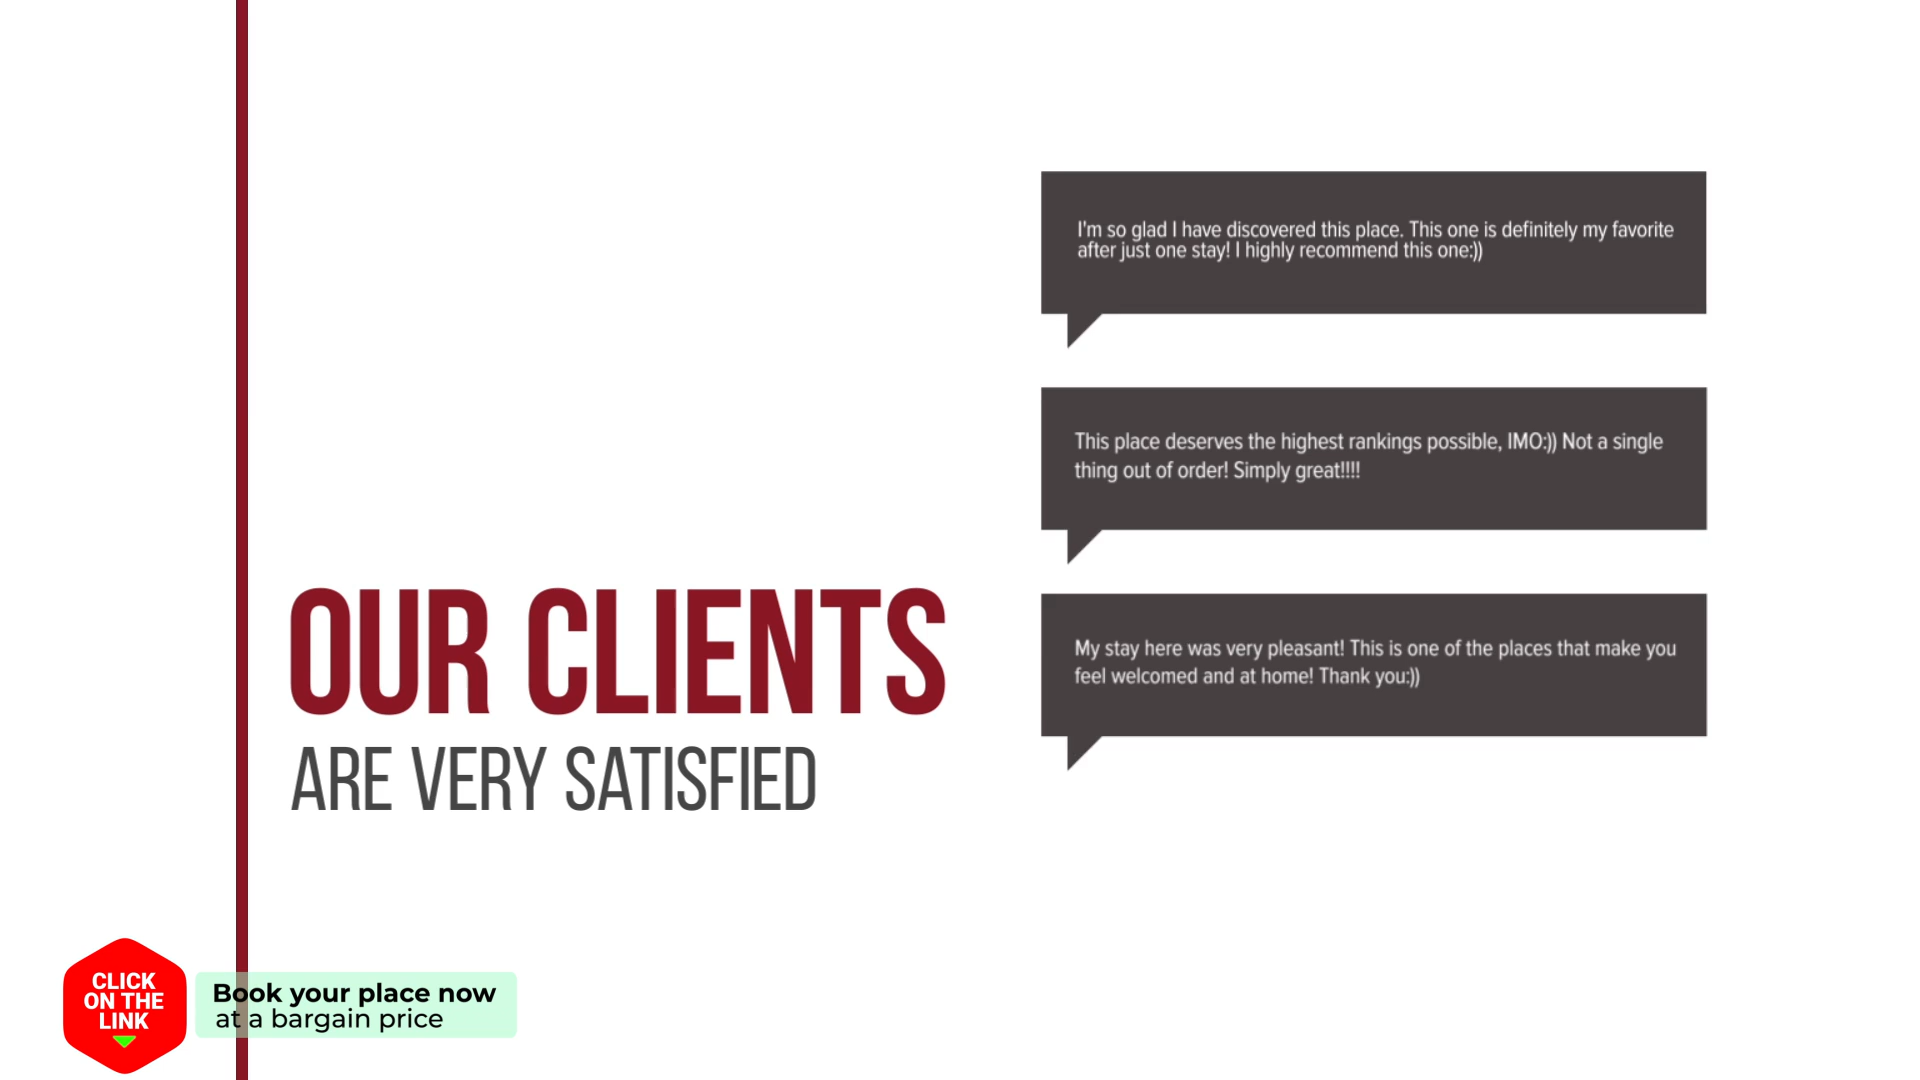 OUR CLIENTS
ARE VERY SATISFIED
I'm so glad I have discovered this place. This one is definitely my favorite
after just one stay! I highly recommend this one:))
This place deserves the highest rankings possible, IMO:)) Not a single
thing out of order! Simply great!!!!
My stay here was very pleasant! This is one of the places that make you
feel welcomed and at home! Thank you:))
CLICK
ON THE
LINK
Book your place now
at a bargain price